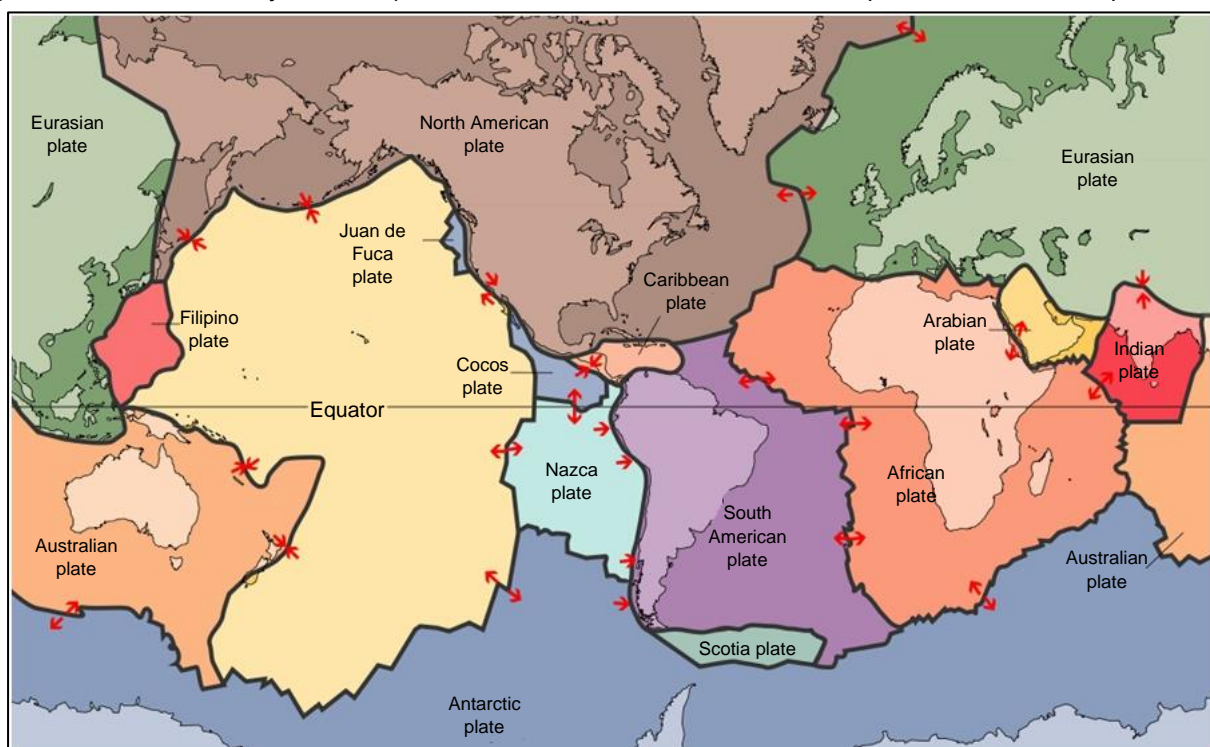 Eurasian
plate
North American
plate
Eurasian
plate
Juan de
Fuca
plate
Caribbean
plate
Filipino
plate
Arabian
plate
Indian
plate
Cocos
plate
Equator
Nazca
plate
African
plate
South
American
plate
Australian
plate
Australian
plate
Scotia plate
Antarctic
plate